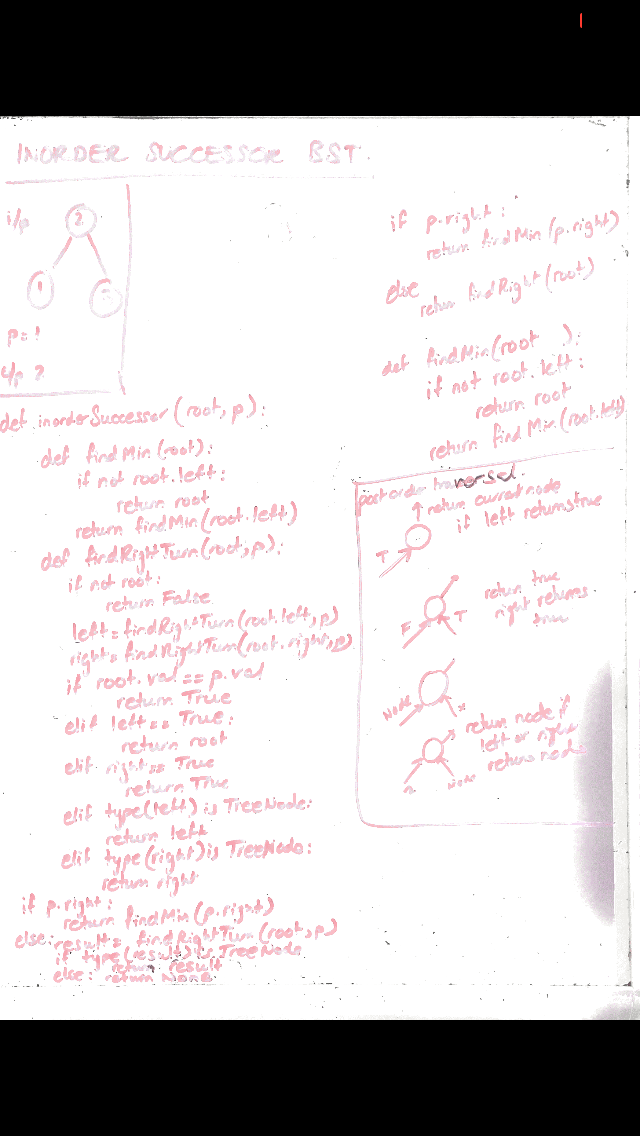 INORDER SUCCESSOR BST.
i/p
2
1
3
p = 1
o/p 2
if p.right:
return findMin(p.right)
else
return findRight(root)
def findMin(root ):
if not root.left:
return root
return findMin(root.left)
def inorderSuccessor(root, p):
def findMin(root):
if not root.left:
return root
return findMin(root.left)
def findRightTurn(root, p):
if not root:
return False
left = findRightTurn(root.left, p)
right = findRightTurn(root.right, p)
if root.val == p.val
return True
elif left == True:
return root
elif right == True
return True
elif type(left) is TreeNode:
return left
elif type(right) is TreeNode:
return right
if p.right:
return findMin(p.right)
else: result = findRightTurn(root, p)
if type(result) is TreeNode
return result
else: return None
postorder traversal.
return current node
if left returns true
T
return true
right returns
true
F T
NODE
x
return node if
left or right
returns node
NODE